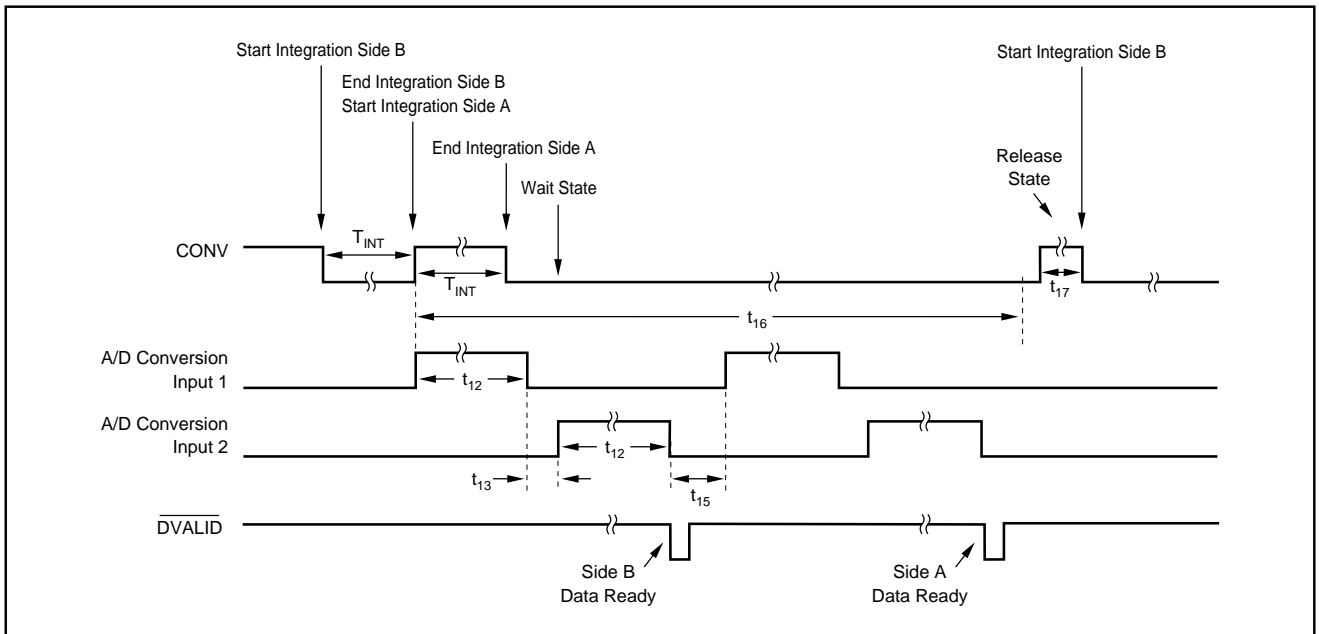 Start Integration Side B
Start Integration Side B
End Integration Side B
Start Integration Side A
End Integration Side A
Release
State
Wait State
CONV
TINT
TINT
t17
t16
A/D Conversion
Input 1
t12
A/D Conversion
Input 2
t12
t13
t15
DVALID
Side B
Data Ready
Side A
Data Ready